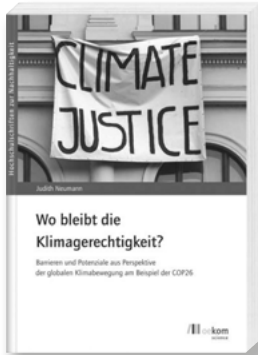 Hochschulschriften zur Nachhaltigkeit
CLIMATE
JUSTICE
Judith Neumann
Wo bleibt die
Klimagerechtigkeit?
Barrieren und Potenziale aus Perspektive
der globalen Klimabewegung am Beispiel der COP26
oekom